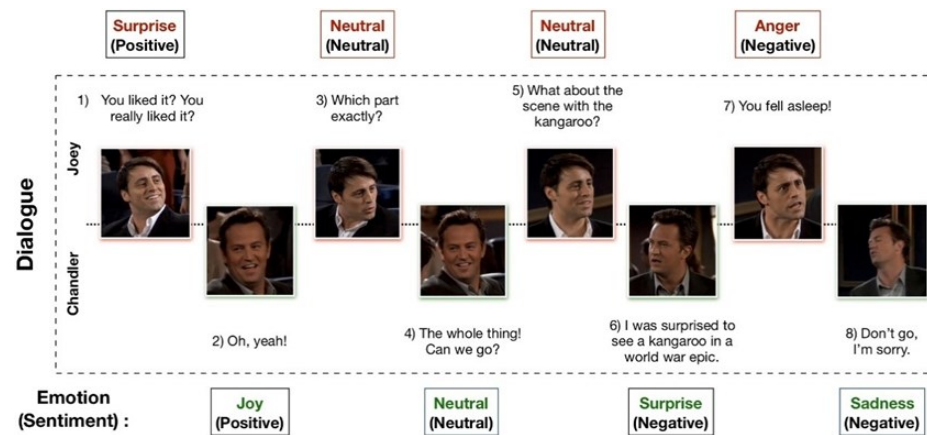 Surprise
(Positive)
Neutral
(Neutral)
Neutral
(Neutral)
Anger
(Negative)
Dialogue
Joey
Chandler
1) You liked it? You
really liked it?
2) Oh, yeah!
3) Which part
exactly?
4) The whole thing!
Can we go?
5) What about the
scene with the
kangaroo?
6) I was surprised to
see a kangaroo in a
world war epic.
7) You fell asleep!
8) Don't go,
I'm sorry.
Emotion
(Sentiment) :
Joy
(Positive)
Neutral
(Neutral)
Surprise
(Negative)
Sadness
(Negative)